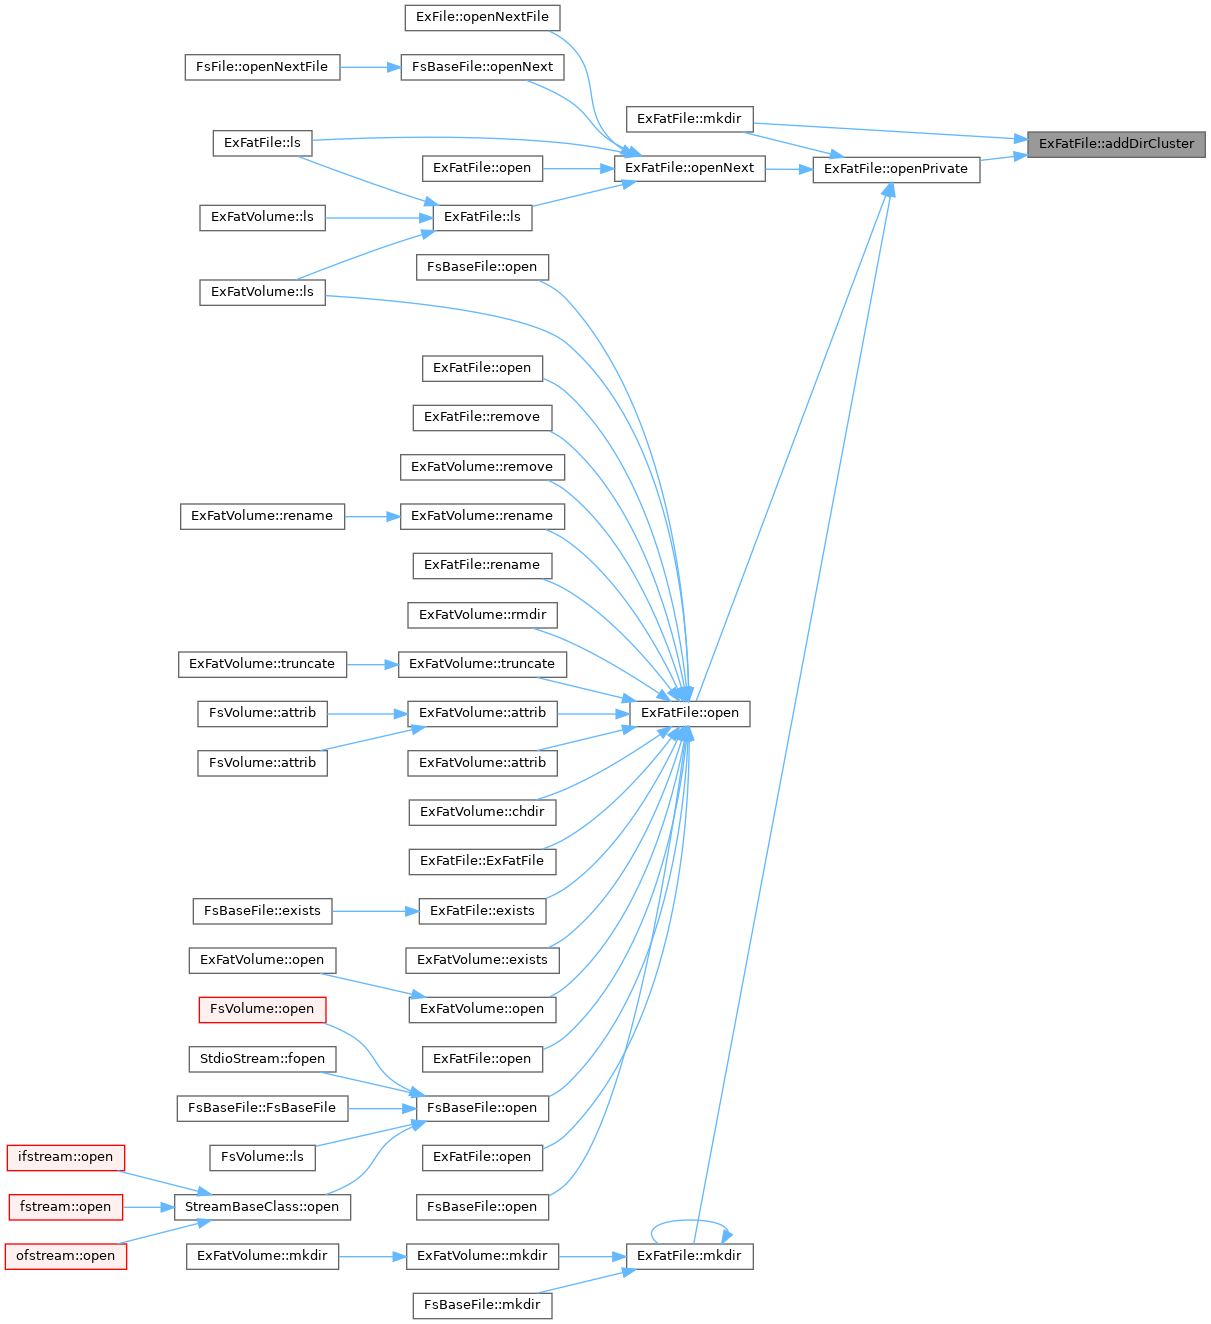 ExFile::openNextFile
FsFile::openNextFile
FsBaseFile::openNext
ExFatFile::mkdir
ExFatFile::addDirCluster
ExFatFile::ls
ExFatFile::open
ExFatFile::openNext
ExFatFile::openPrivate
ExFatVolume::ls
ExFatFile::ls
FsBaseFile::open
ExFatVolume::ls
ExFatFile::open
ExFatFile::remove
ExFatVolume::remove
ExFatVolume::rename
ExFatVolume::rename
ExFatFile::rename
ExFatVolume::rmdir
ExFatVolume::truncate
ExFatVolume::truncate
FsVolume::attrib
ExFatVolume::attrib
ExFatFile::open
FsVolume::attrib
ExFatVolume::attrib
ExFatVolume::chdir
ExFatFile::ExFatFile
FsBaseFile::exists
ExFatFile::exists
ExFatVolume::open
ExFatVolume::exists
FsVolume::open
ExFatVolume::open
StdioStream::fopen
ExFatFile::open
FsBaseFile::FsBaseFile
FsBaseFile::open
ifstream::open
FsVolume::ls
ExFatFile::open
fstream::open
StreamBaseClass::open
FsBaseFile::open
ofstream::open
ExFatVolume::mkdir
ExFatVolume::mkdir
ExFatFile::mkdir
FsBaseFile::mkdir